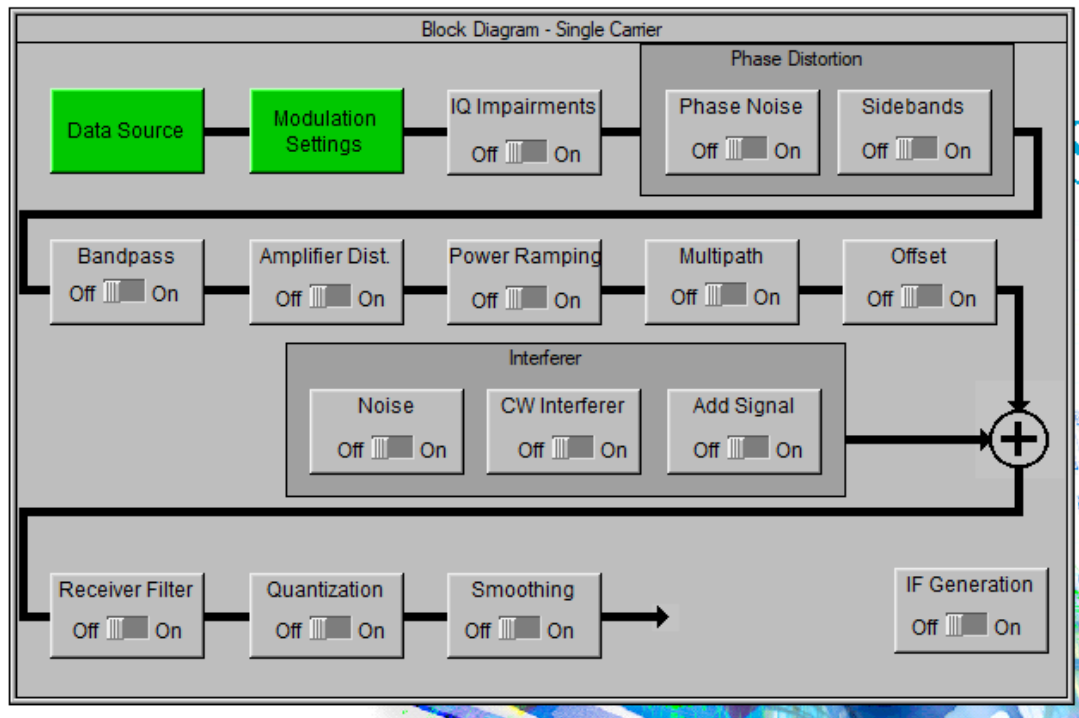 Block Diagram - Single Carrier
Phase Distortion
Data Source
Modulation
Settings
IQ Impairments
Off On
Phase Noise
Off On
Sidebands
Off On
Bandpass
Off On
Amplifier Dist.
Off On
Power Ramping
Off On
Multipath
Off On
Offset
Off On
Interferer
Noise
Off On
CW Interferer
Off On
Add Signal
Off On
Receiver Filter
Off On
Quantization
Off On
Smoothing
Off On
IF Generation
Off On